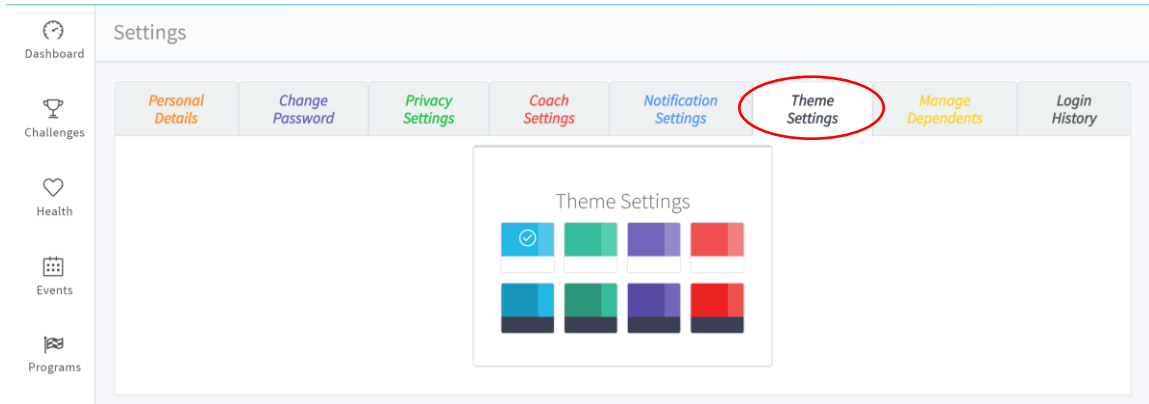 Settings
Dashboard
Challenges
Health
Events
Programs
Personal
Details
Change
Password
Privacy
Settings
Coach
Settings
Notification
Settings
Theme
Settings
Manage
Dependents
Login
History
Theme Settings